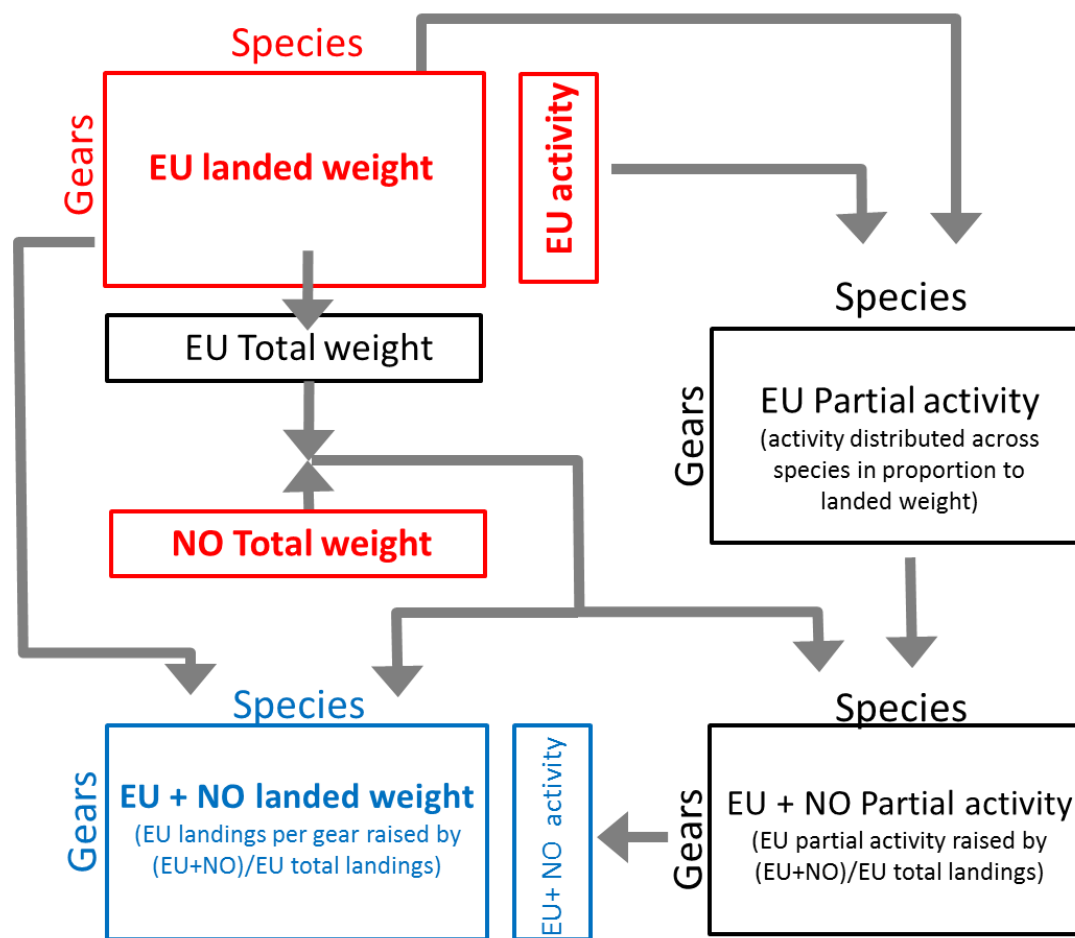 Species
Gears
EU landed weight
EU activity
EU Total weight
NO Total weight
Species
Gears
EU Partial activity
(activity distributed across
species in proportion to
landed weight)
Species
Gears
EU + NO landed weight
(EU landings per gear raised by
(EU+NO)/EU total landings)
EU+ NO activity
Species
Gears
EU + NO Partial activity
(EU partial activity raised by
(EU+NO)/EU total landings)